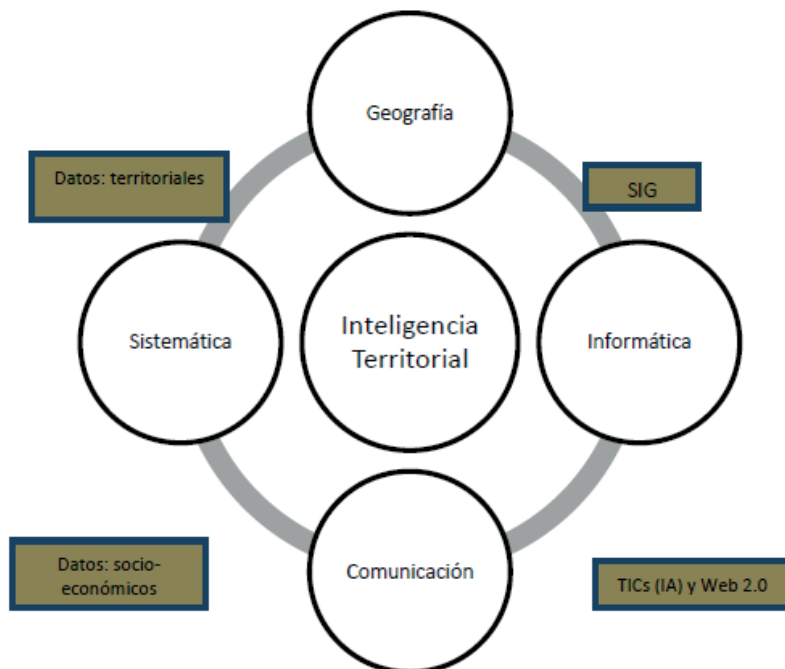 Geografía
Datos: territoriales
SIG
Sistemática
Inteligencia
Territorial
Informática
Comunicación
Datos: socio-
económicos
TICs (IA) y Web 2.0